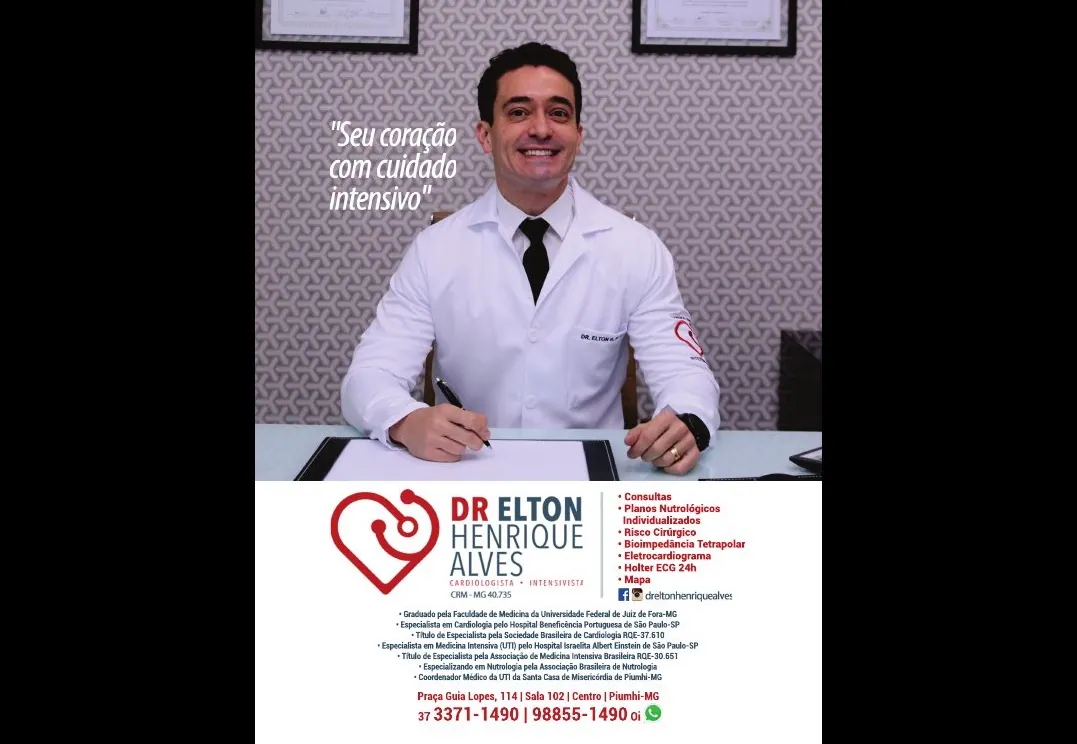 "Seu coração
com cuidado
intensivo"
DR. ELTON H.
DR ELTON
HENRIQUE
ALVES
CARDIOLOGISTA • INTENSIVISTA
CRM - MG 40.735
• Consultas
• Planos Nutrológicos
Individualizados
• Risco Cirúrgico
• Bioimpedância Tetrapolar
• Eletrocardiograma
• Holter ECG 24h
• Mapa
dreltonhenriquealves
• Graduado pela Faculdade de Medicina da Universidade Federal de Juiz de Fora-MG
• Especialista em Cardiologia pelo Hospital Beneficência Portuguesa de São Paulo-SP
• Título de Especialista pela Sociedade Brasileira de Cardiologia RQE-37.610
• Especialista em Medicina Intensiva (UTI) pelo Hospital Israelita Albert Einstein de São Paulo-SP
• Título de Especialista pela Associação de Medicina Intensiva Brasileira RQE-30.651
• Especializando em Nutrologia pela Associação Brasileira de Nutrologia
• Coordenador Médico da UTI da Santa Casa de Misericórdia de Piumhi-MG
Praça Guia Lopes, 114 | Sala 102 | Centro | Piumhi-MG
37 3371-1490 | 98855-1490 Oi